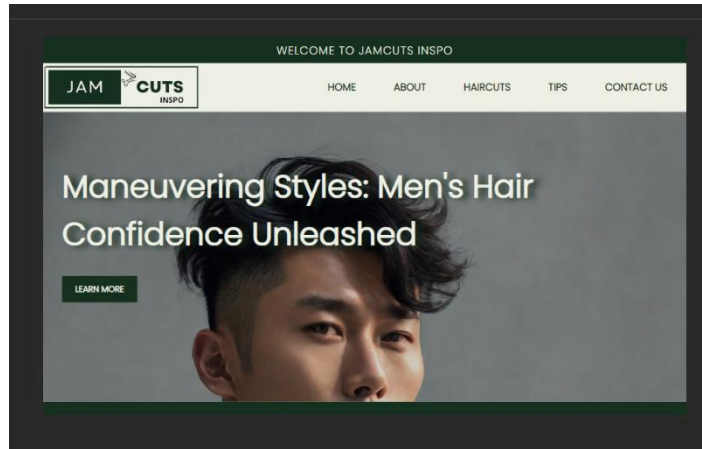 WELCOME TO JAMCUTS INSPO
JAM CUTS
INSPO
HOME ABOUT HAIRCUTS TIPS CONTACT US
Maneuvering Styles: Men's Hair
Confidence Unleashed
LEARN MORE